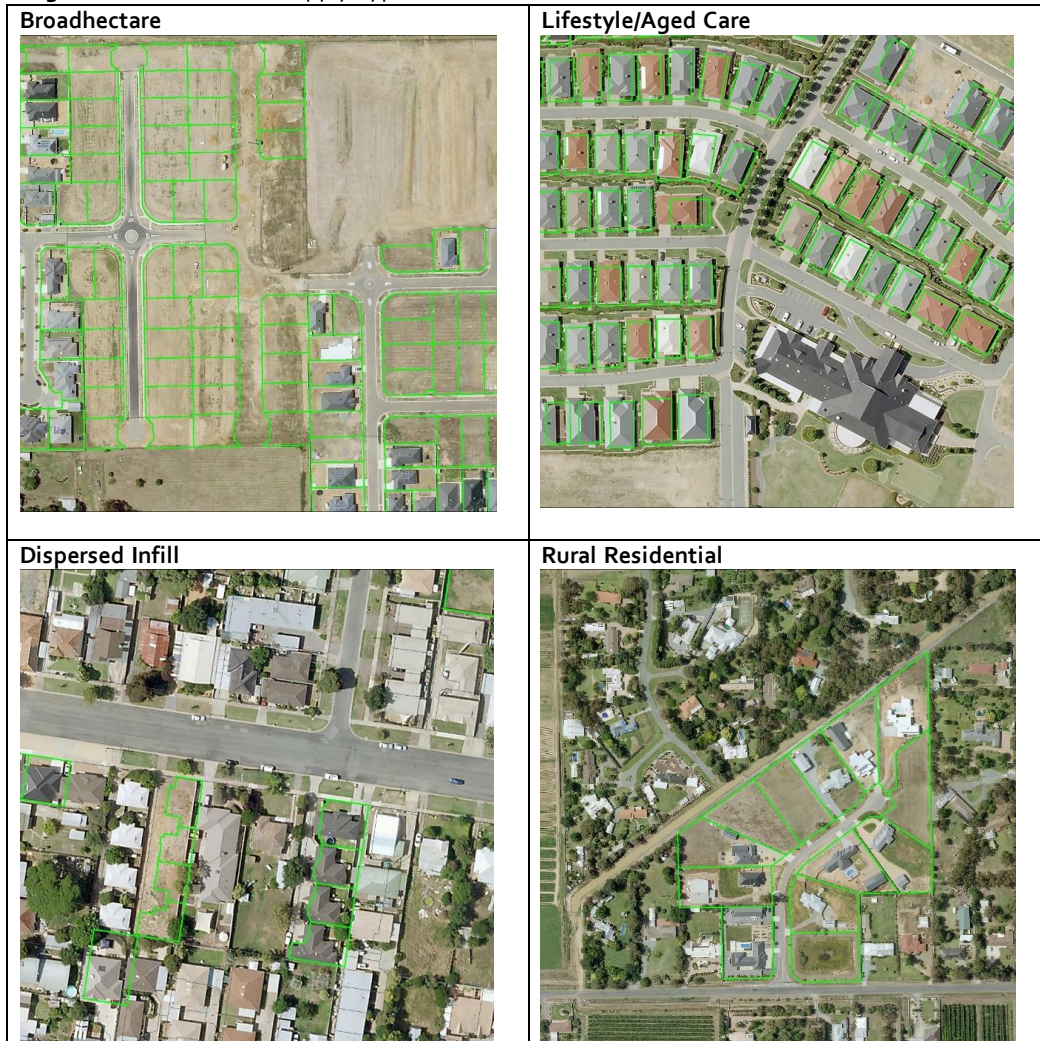 Broadhectare
Lifestyle/Aged Care
Dispersed Infill
Rural Residential